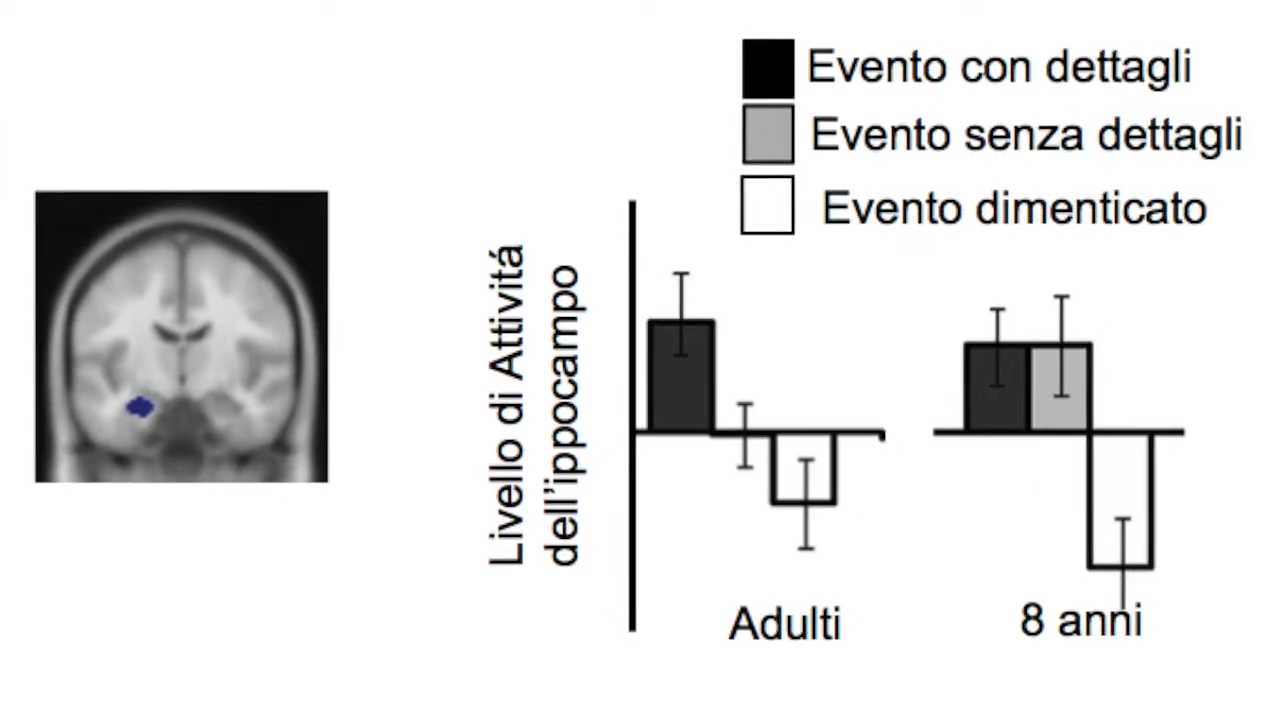 Evento con dettagli
Evento senza dettagli
Evento dimenticato
Livello di Attivitá
dell'ippocampo
Adulti
8 anni